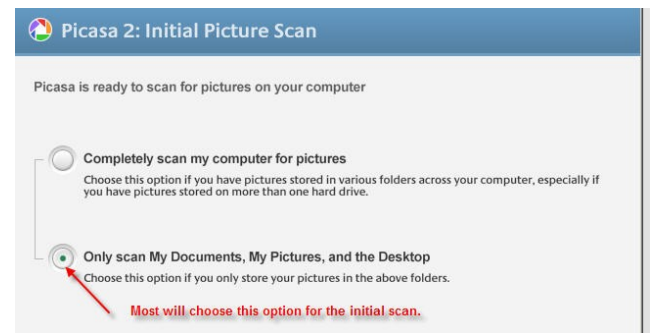 Picasa 2: Initial Picture Scan
Picasa is ready to scan for pictures on your computer
Completely scan my computer for pictures
Choose this option if you have pictures stored in various folders across your computer, especially if
you have pictures stored on more than one hard drive.
Only scan My Documents, My Pictures, and the Desktop
Choose this option if you only store your pictures in the above folders.
Most will choose this option for the initial scan.